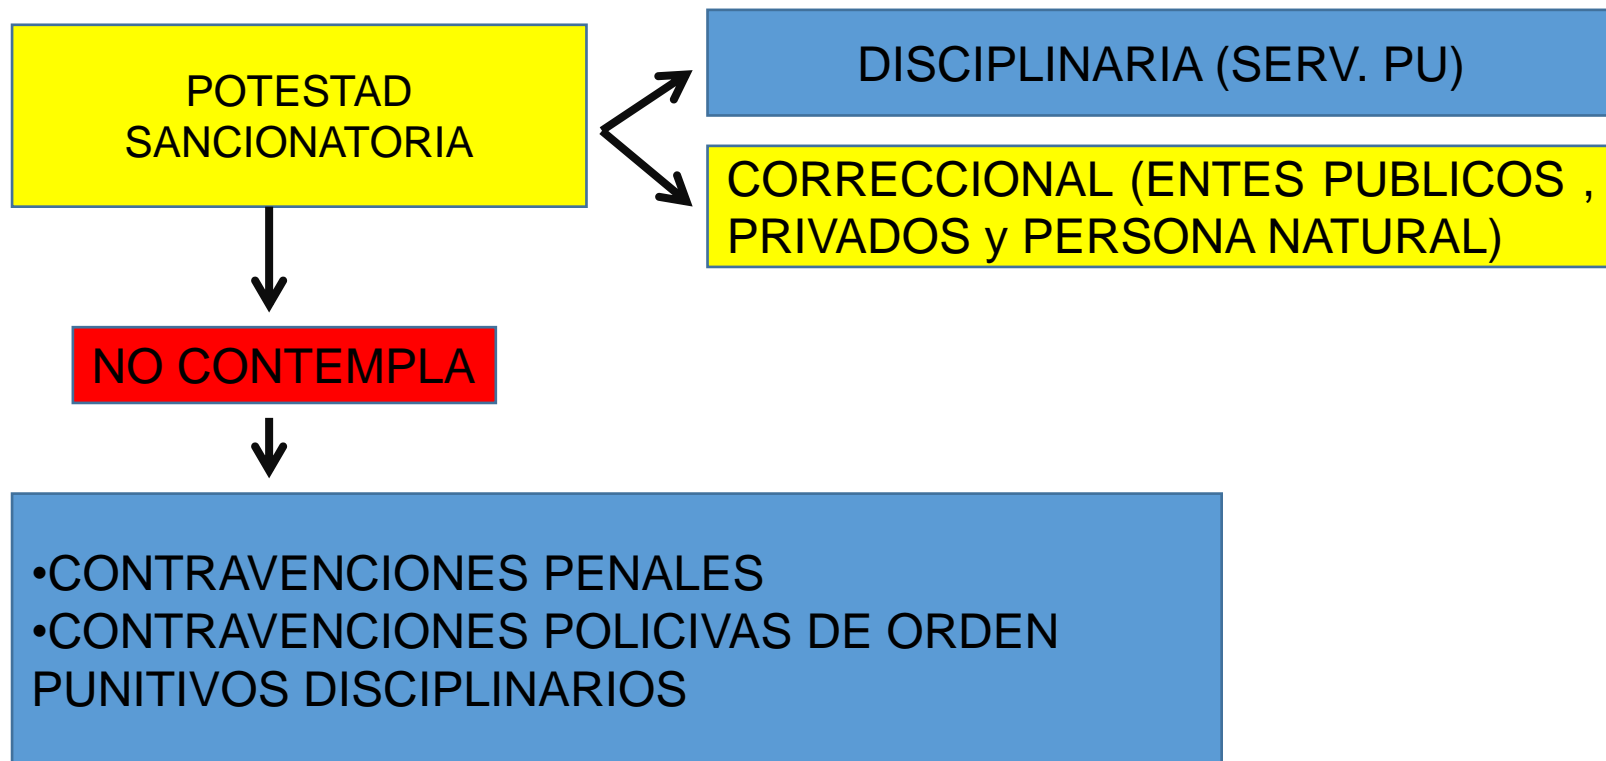 POTESTAD
SANCIONATORIA
DISCIPLINARIA (SERV. PU)
CORRECCIONAL (ENTES PUBLICOS ,
PRIVADOS y PERSONA NATURAL)
NO CONTEMPLA
•CONTRAVENCIONES PENALES
•CONTRAVENCIONES POLICIVAS DE ORDEN
PUNITIVOS DISCIPLINARIOS